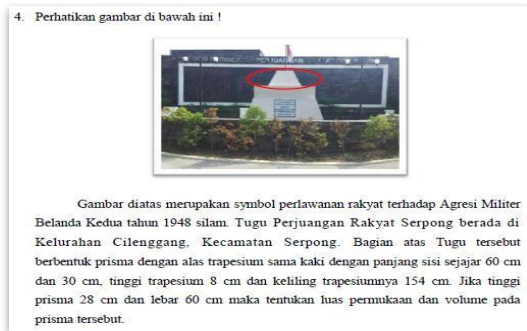 4. Perhatikan gambar di bawah ini !
PERJUANGAN
Gambar diatas merupakan symbol perlawanan rakyat terhadap Agresi Militer
Belanda Kedua tahun 1948 silam. Tugu Perjuangan Rakyat Serpong berada di
Kelurahan Cilenggang, Kecamatan Serpong. Bagian atas Tugu tersebut
berbentuk prisma dengan alas trapesium sama kaki dengan panjang sisi sejajar 60 cm
dan 30 cm, tinggi trapesium 8 cm dan keliling trapesiumnya 154 cm. Jika tinggi
prisma 28 cm dan lebar 60 cm maka tentukan luas permukaan dan volume pada
prisma tersebut.